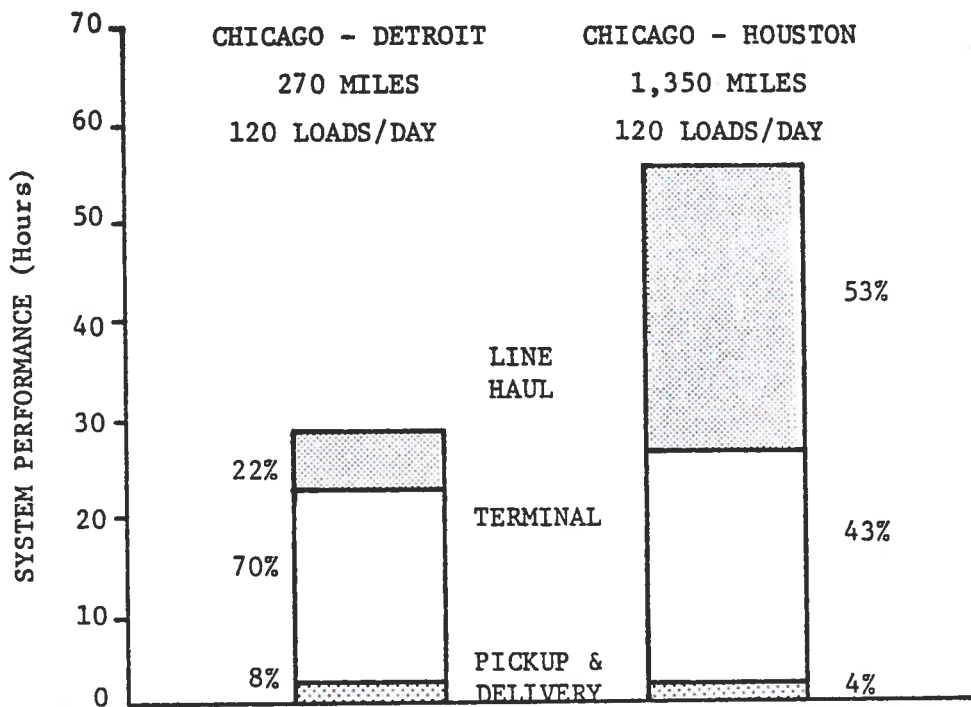 70
60
50
40
30
20
10
0
SYSTEM PERFORMANCE (Hours)
CHICAGO - DETROIT
270 MILES
120 LOADS/DAY
CHICAGO - HOUSTON
1,350 MILES
120 LOADS/DAY
22%
70%
8%
LINE
HAUL
TERMINAL
PICKUP &
DELIVERY
53%
43%
4%